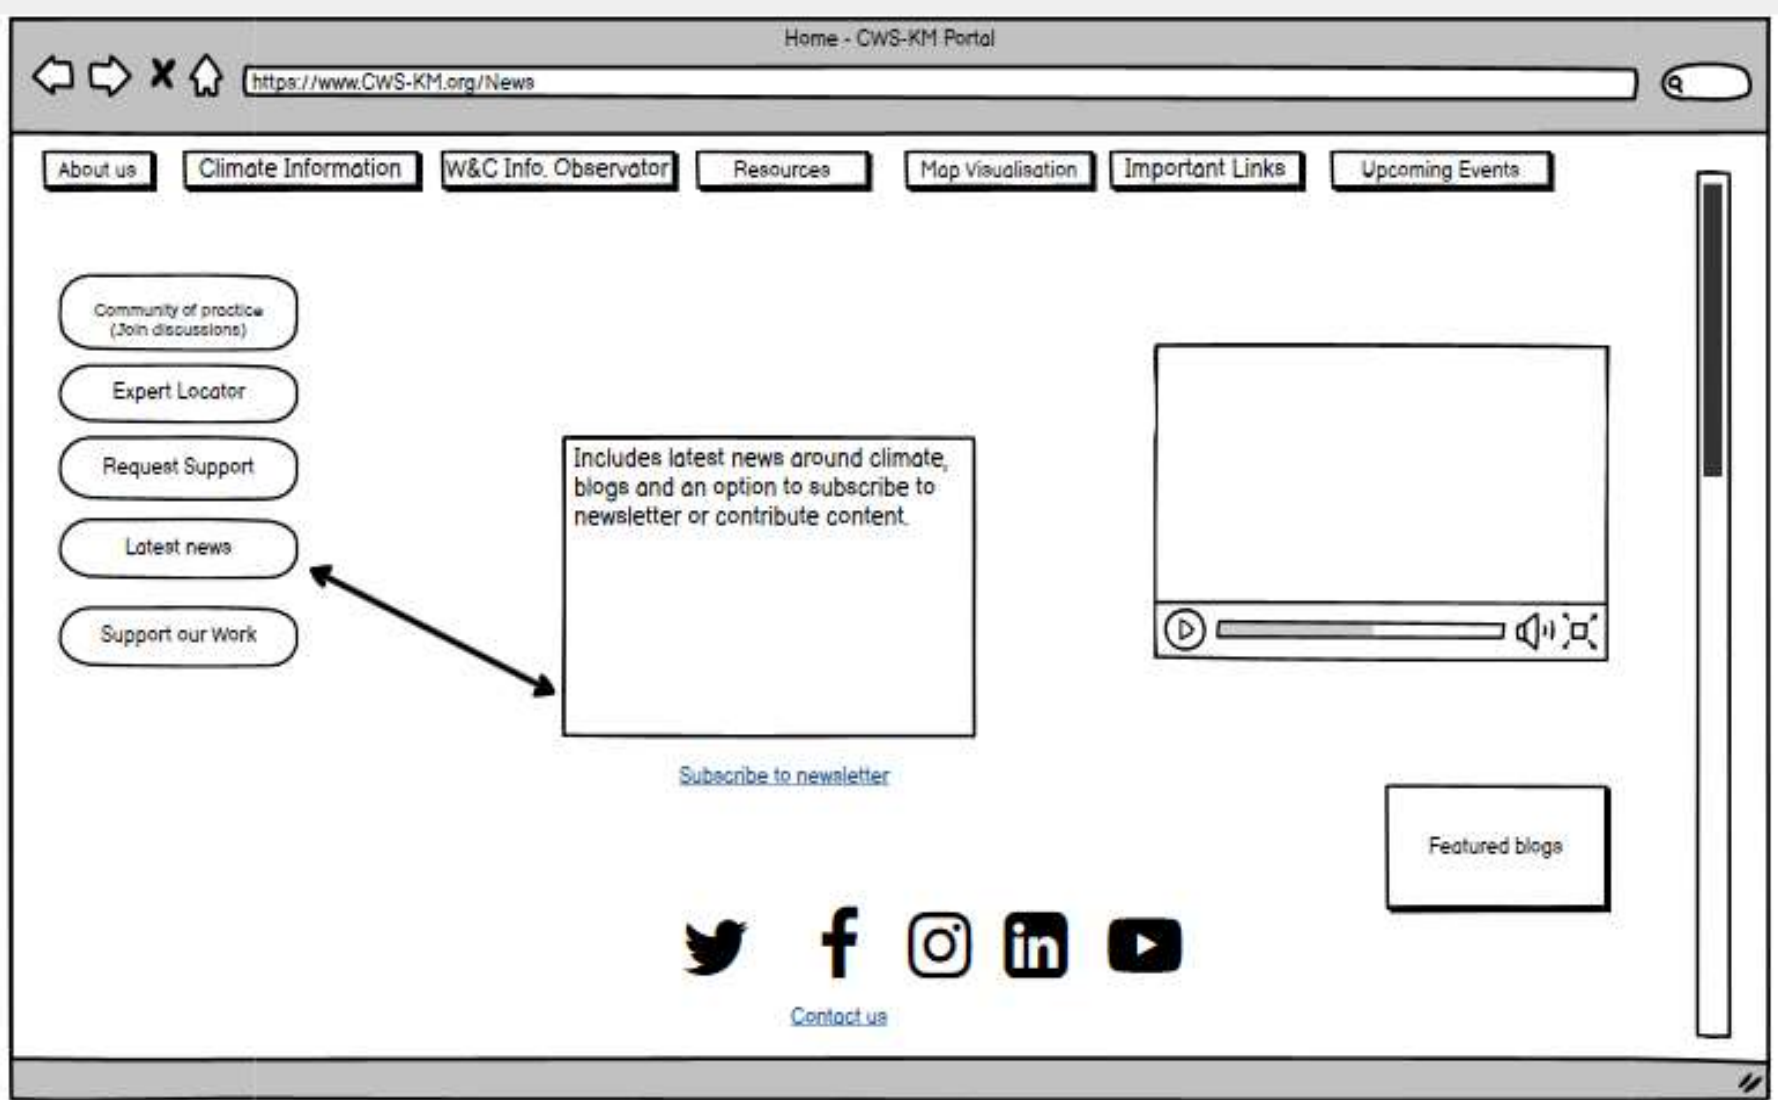 Home - CWS-KM Portal
https://www.CWS-KM.org/News
About us
Climate Information
W&C Info. Observator
Resources
Map Visualisation
Important Links
Upcoming Events
Community of practice
(Join discussions)
Expert Locator
Request Support
Latest news
Support our Work
Includes latest news around climate,
blogs and an option to subscribe to
newsletter or contribute content.
Subscribe to newsletter
Featured blogs
Contact us